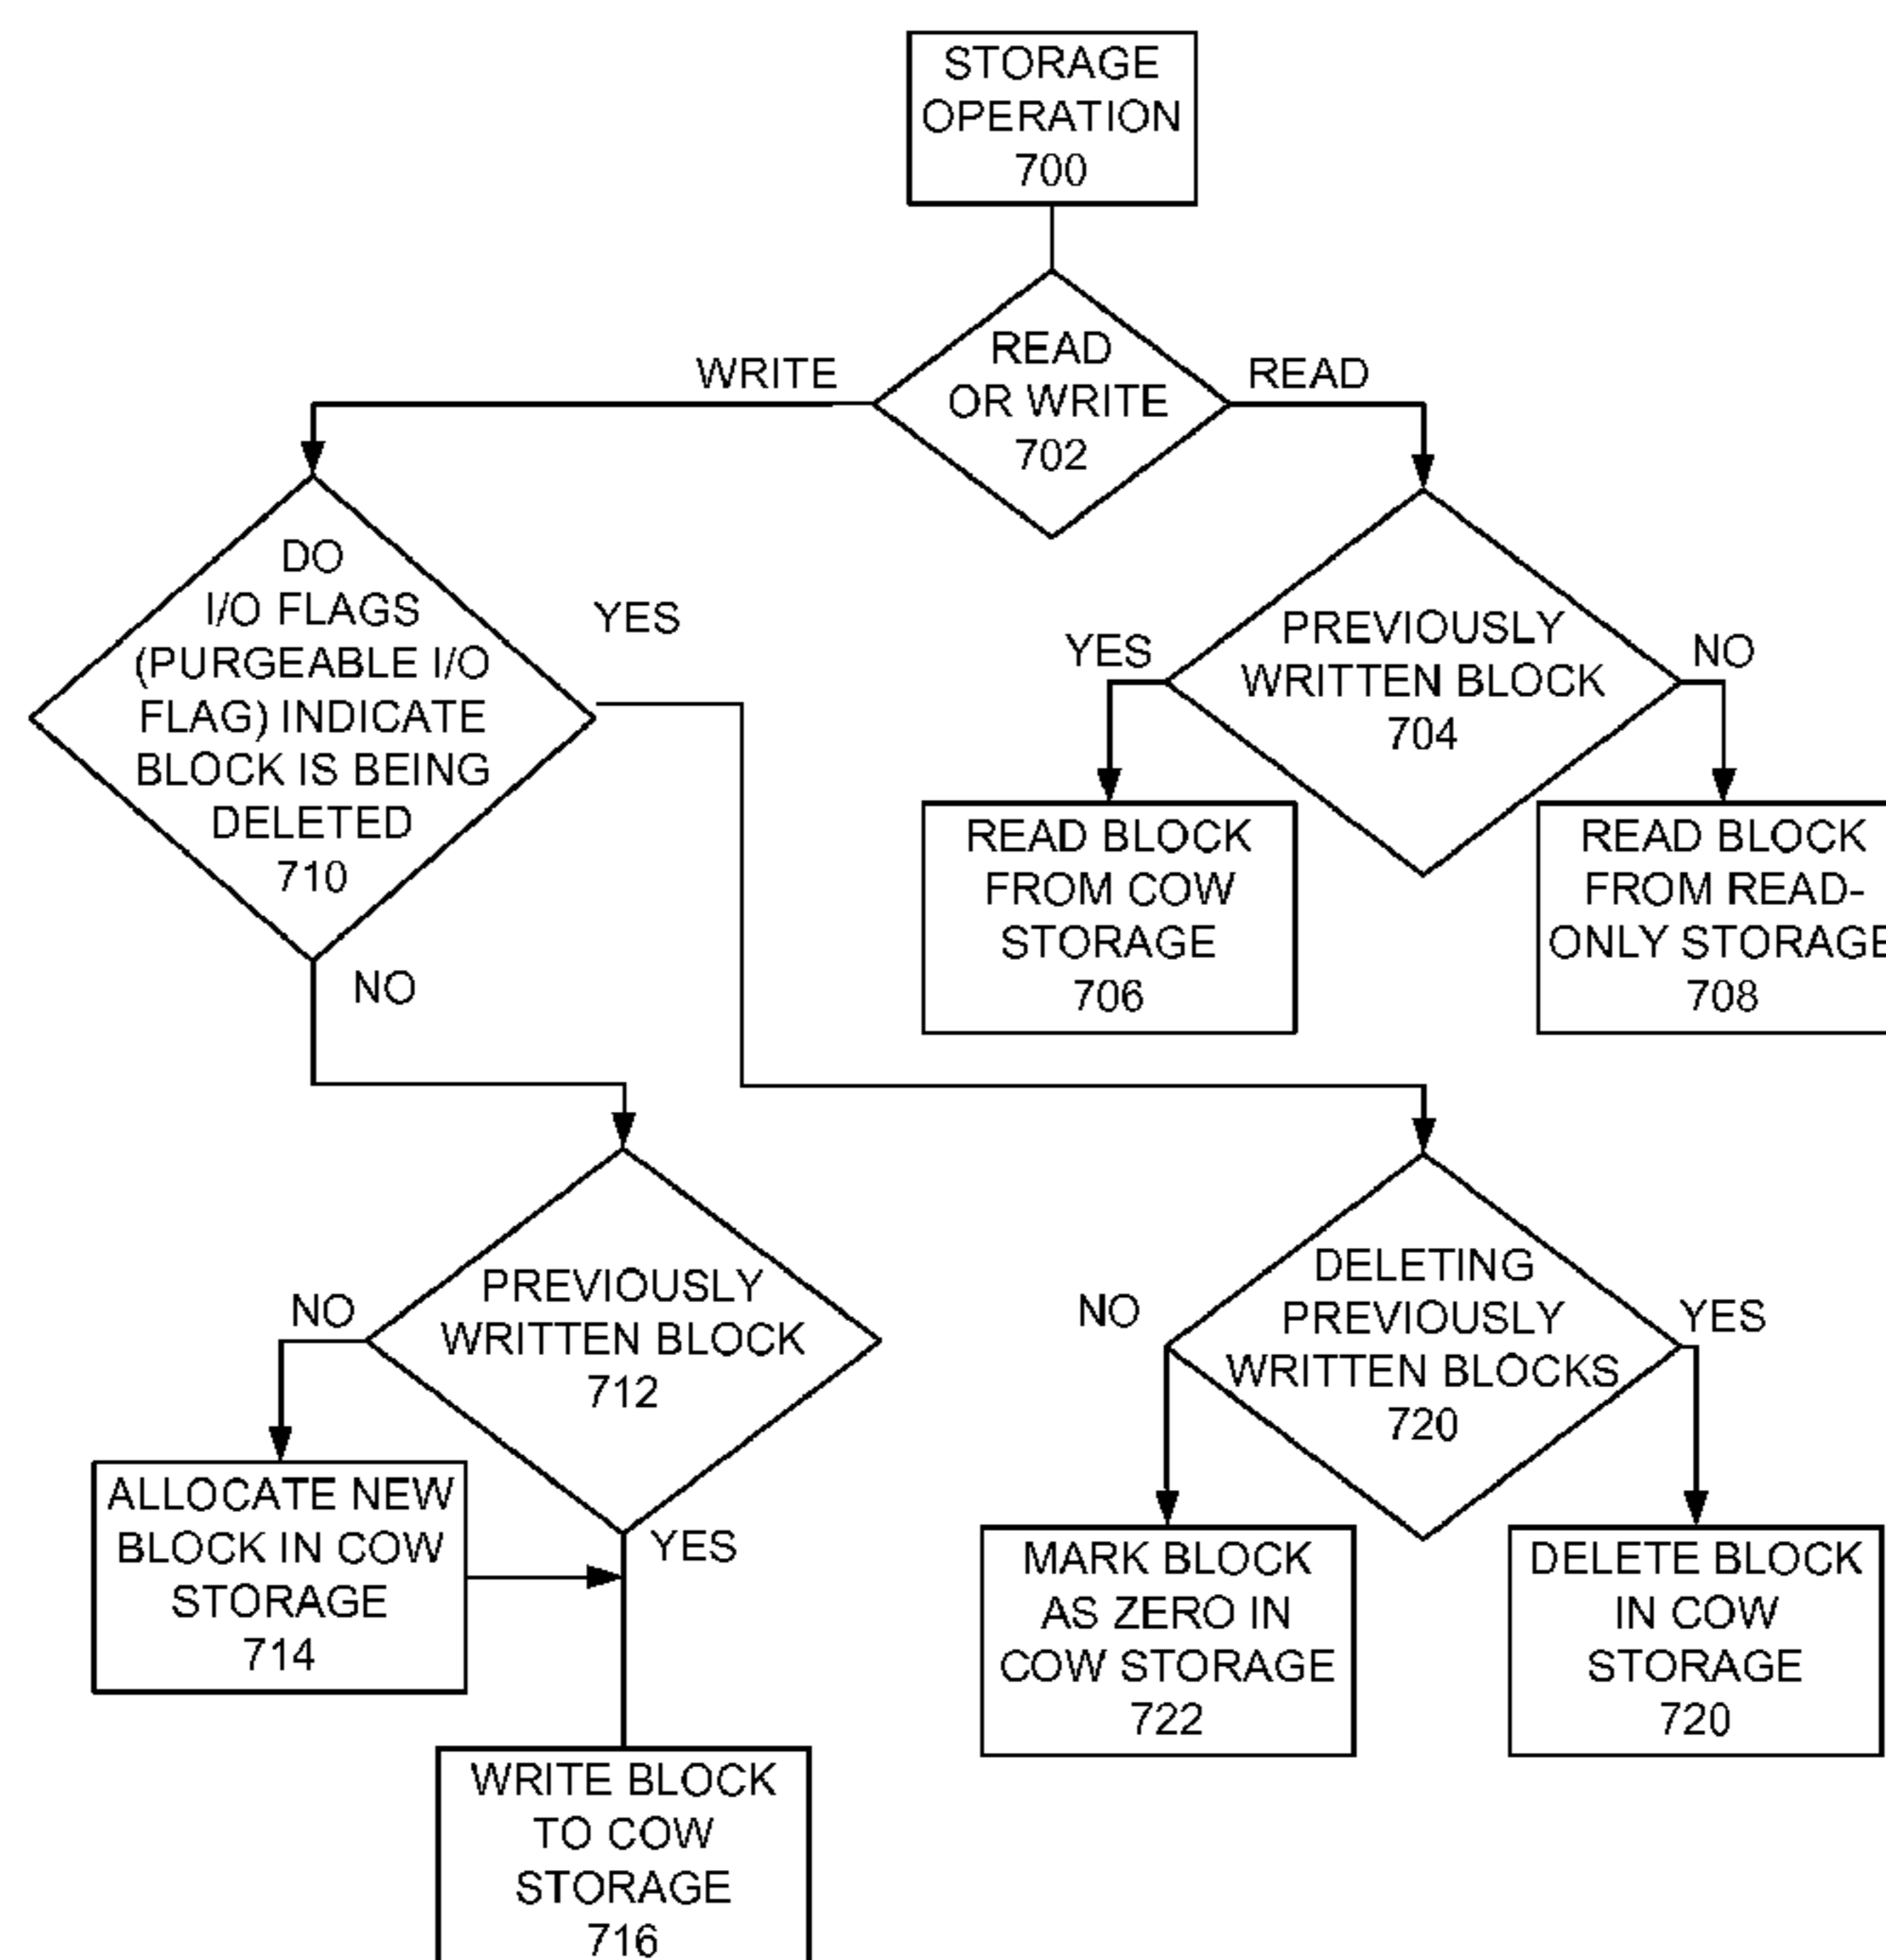 STORAGE
OPERATION
700
READ
OR WRITE
702
WRITE
READ
DO
I/O FLAGS
(PURGEABLE I/O
FLAG) INDICATE
BLOCK IS BEING
DELETED
710
YES
NO
PREVIOUSLY
WRITTEN BLOCK
704
YES
NO
READ BLOCK
FROM COW
STORAGE
706
READ BLOCK
FROM READ-
ONLY STORAGE
708
PREVIOUSLY
WRITTEN BLOCK
712
NO
YES
ALLOCATE NEW
BLOCK IN COW
STORAGE
714
WRITE BLOCK
TO COW
STORAGE
716
DELETING
PREVIOUSLY
WRITTEN BLOCKS
720
NO
YES
MARK BLOCK
AS ZERO IN
COW STORAGE
722
DELETE BLOCK
IN COW
STORAGE
720